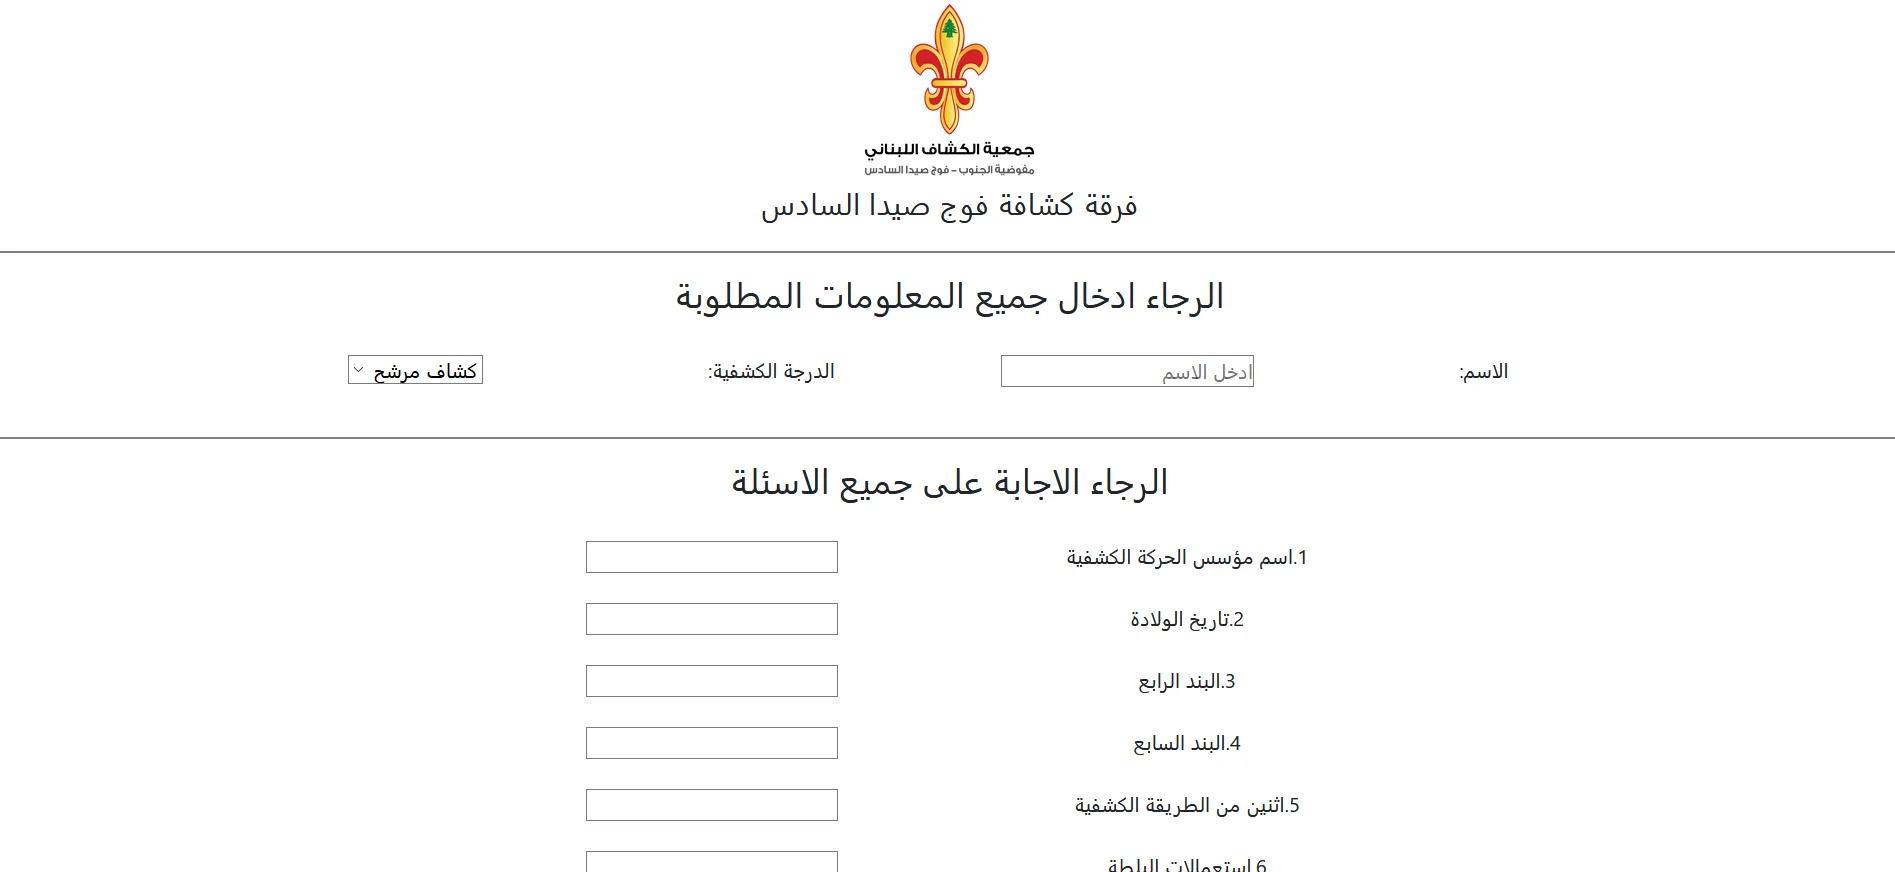 جمعية الكشاف اللبناني
مفوضية الجنوب - فوج صيدا السادس
فرقة كشافة فوج صيدا السادس
الرجاء ادخال جميع المعلومات المطلوبة
الاسم: ادخل الاسم الدرجة الكشفية: كشاف مرشح
الرجاء الاجابة على جميع الاسئلة
1.اسم مؤسس الحركة الكشفية
2.تاريخ الولادة
3.البند الرابع
4.البند السابع
5.اثنين من الطريقة الكشفية
6.استعمالات البلطة